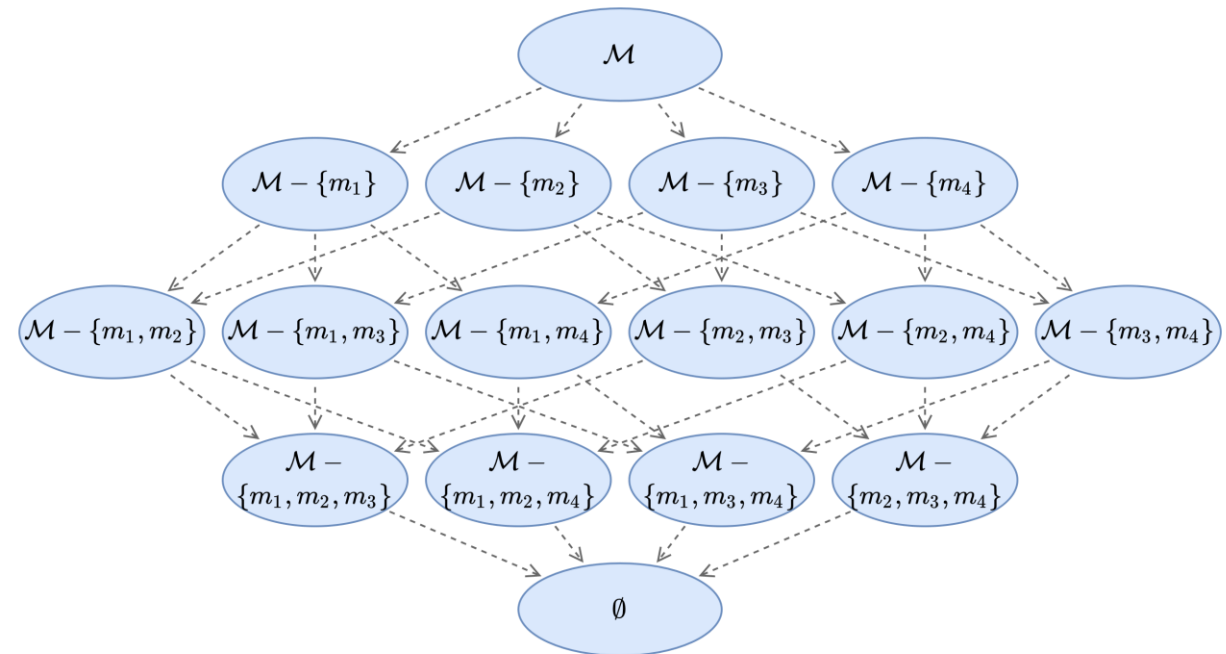 ℳ
ℳ − {m₁}
ℳ − {m₂}
ℳ − {m₃}
ℳ − {m₄}
ℳ − {m₁, m₂}
ℳ − {m₁, m₃}
ℳ − {m₁, m₄}
ℳ − {m₂, m₃}
ℳ − {m₂, m₄}
ℳ − {m₃, m₄}
ℳ −
{m₁, m₂, m₃}
ℳ −
{m₁, m₂, m₄}
ℳ −
{m₁, m₃, m₄}
ℳ −
{m₂, m₃, m₄}
∅